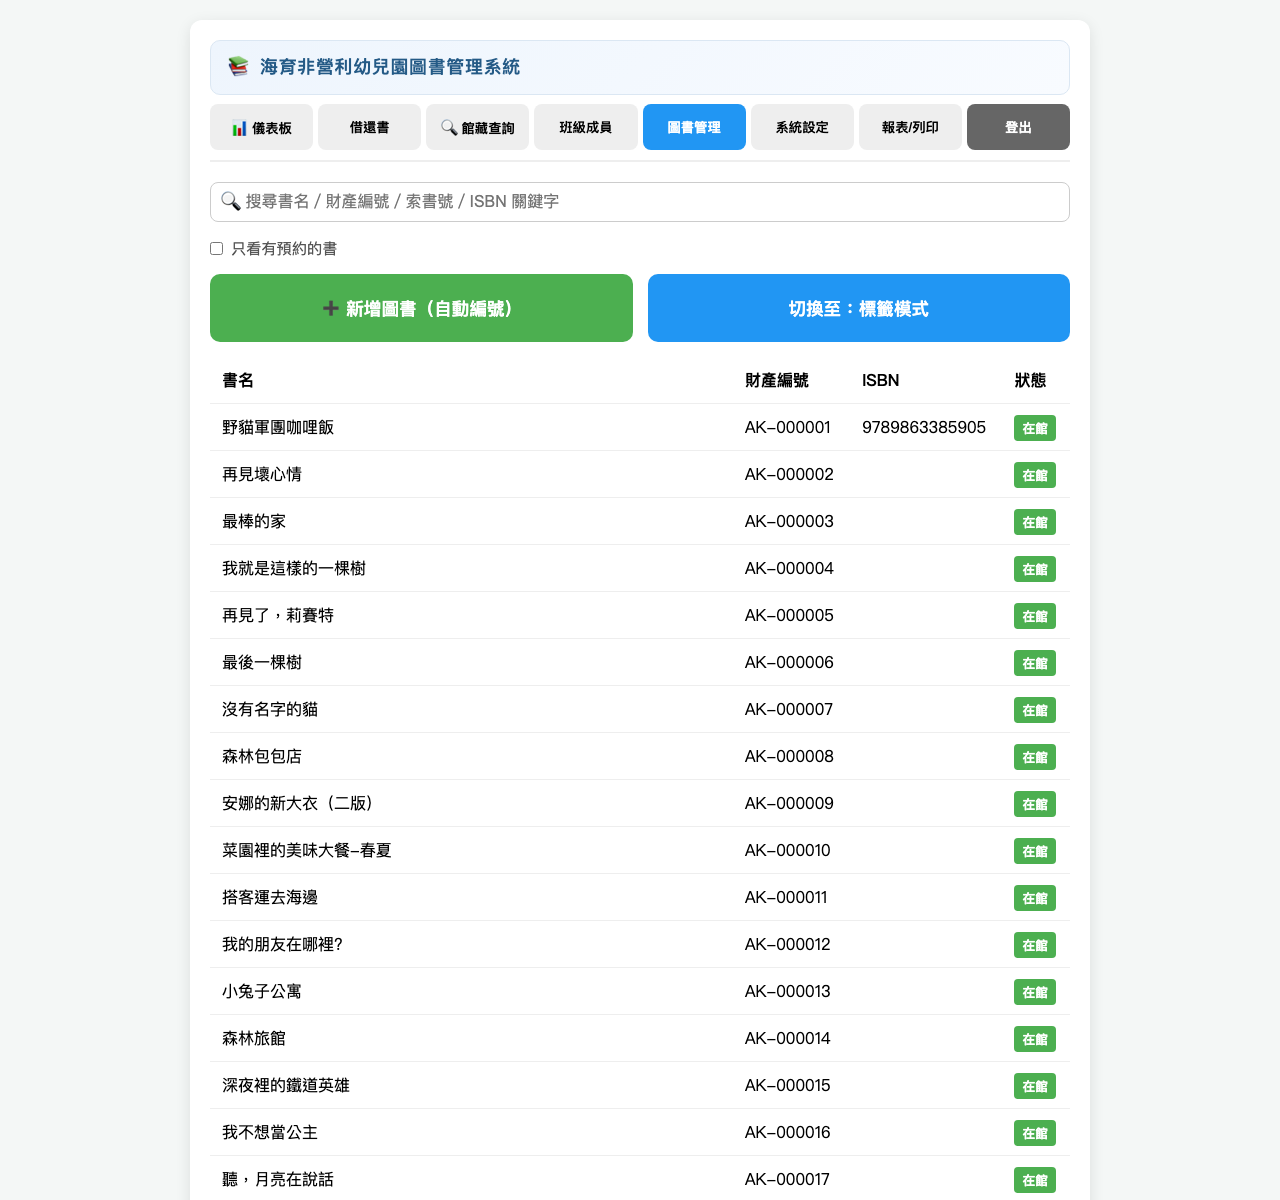 📚 海育非營利幼兒園圖書管理系統
📊 儀表板 借還書 🔍 館藏查詢 班級成員 圖書管理 系統設定 報表/列印 登出
🔍 搜尋書名 / 財產編號 / 索書號 / ISBN 關鍵字
只看有預約的書
➕ 新增圖書（自動編號） 切換至：標籤模式
書名 財產編號 ISBN 狀態
野貓軍團咖哩飯 AK-000001 9789863385905 在館
再見壞心情 AK-000002 在館
最棒的家 AK-000003 在館
我就是這樣的一棵樹 AK-000004 在館
再見了，莉賽特 AK-000005 在館
最後一棵樹 AK-000006 在館
沒有名字的貓 AK-000007 在館
森林包包店 AK-000008 在館
安娜的新大衣（二版） AK-000009 在館
菜園裡的美味大餐-春夏 AK-000010 在館
搭客運去海邊 AK-000011 在館
我的朋友在哪裡? AK-000012 在館
小兔子公寓 AK-000013 在館
森林旅館 AK-000014 在館
深夜裡的鐵道英雄 AK-000015 在館
我不想當公主 AK-000016 在館
聽，月亮在說話 AK-000017 在館